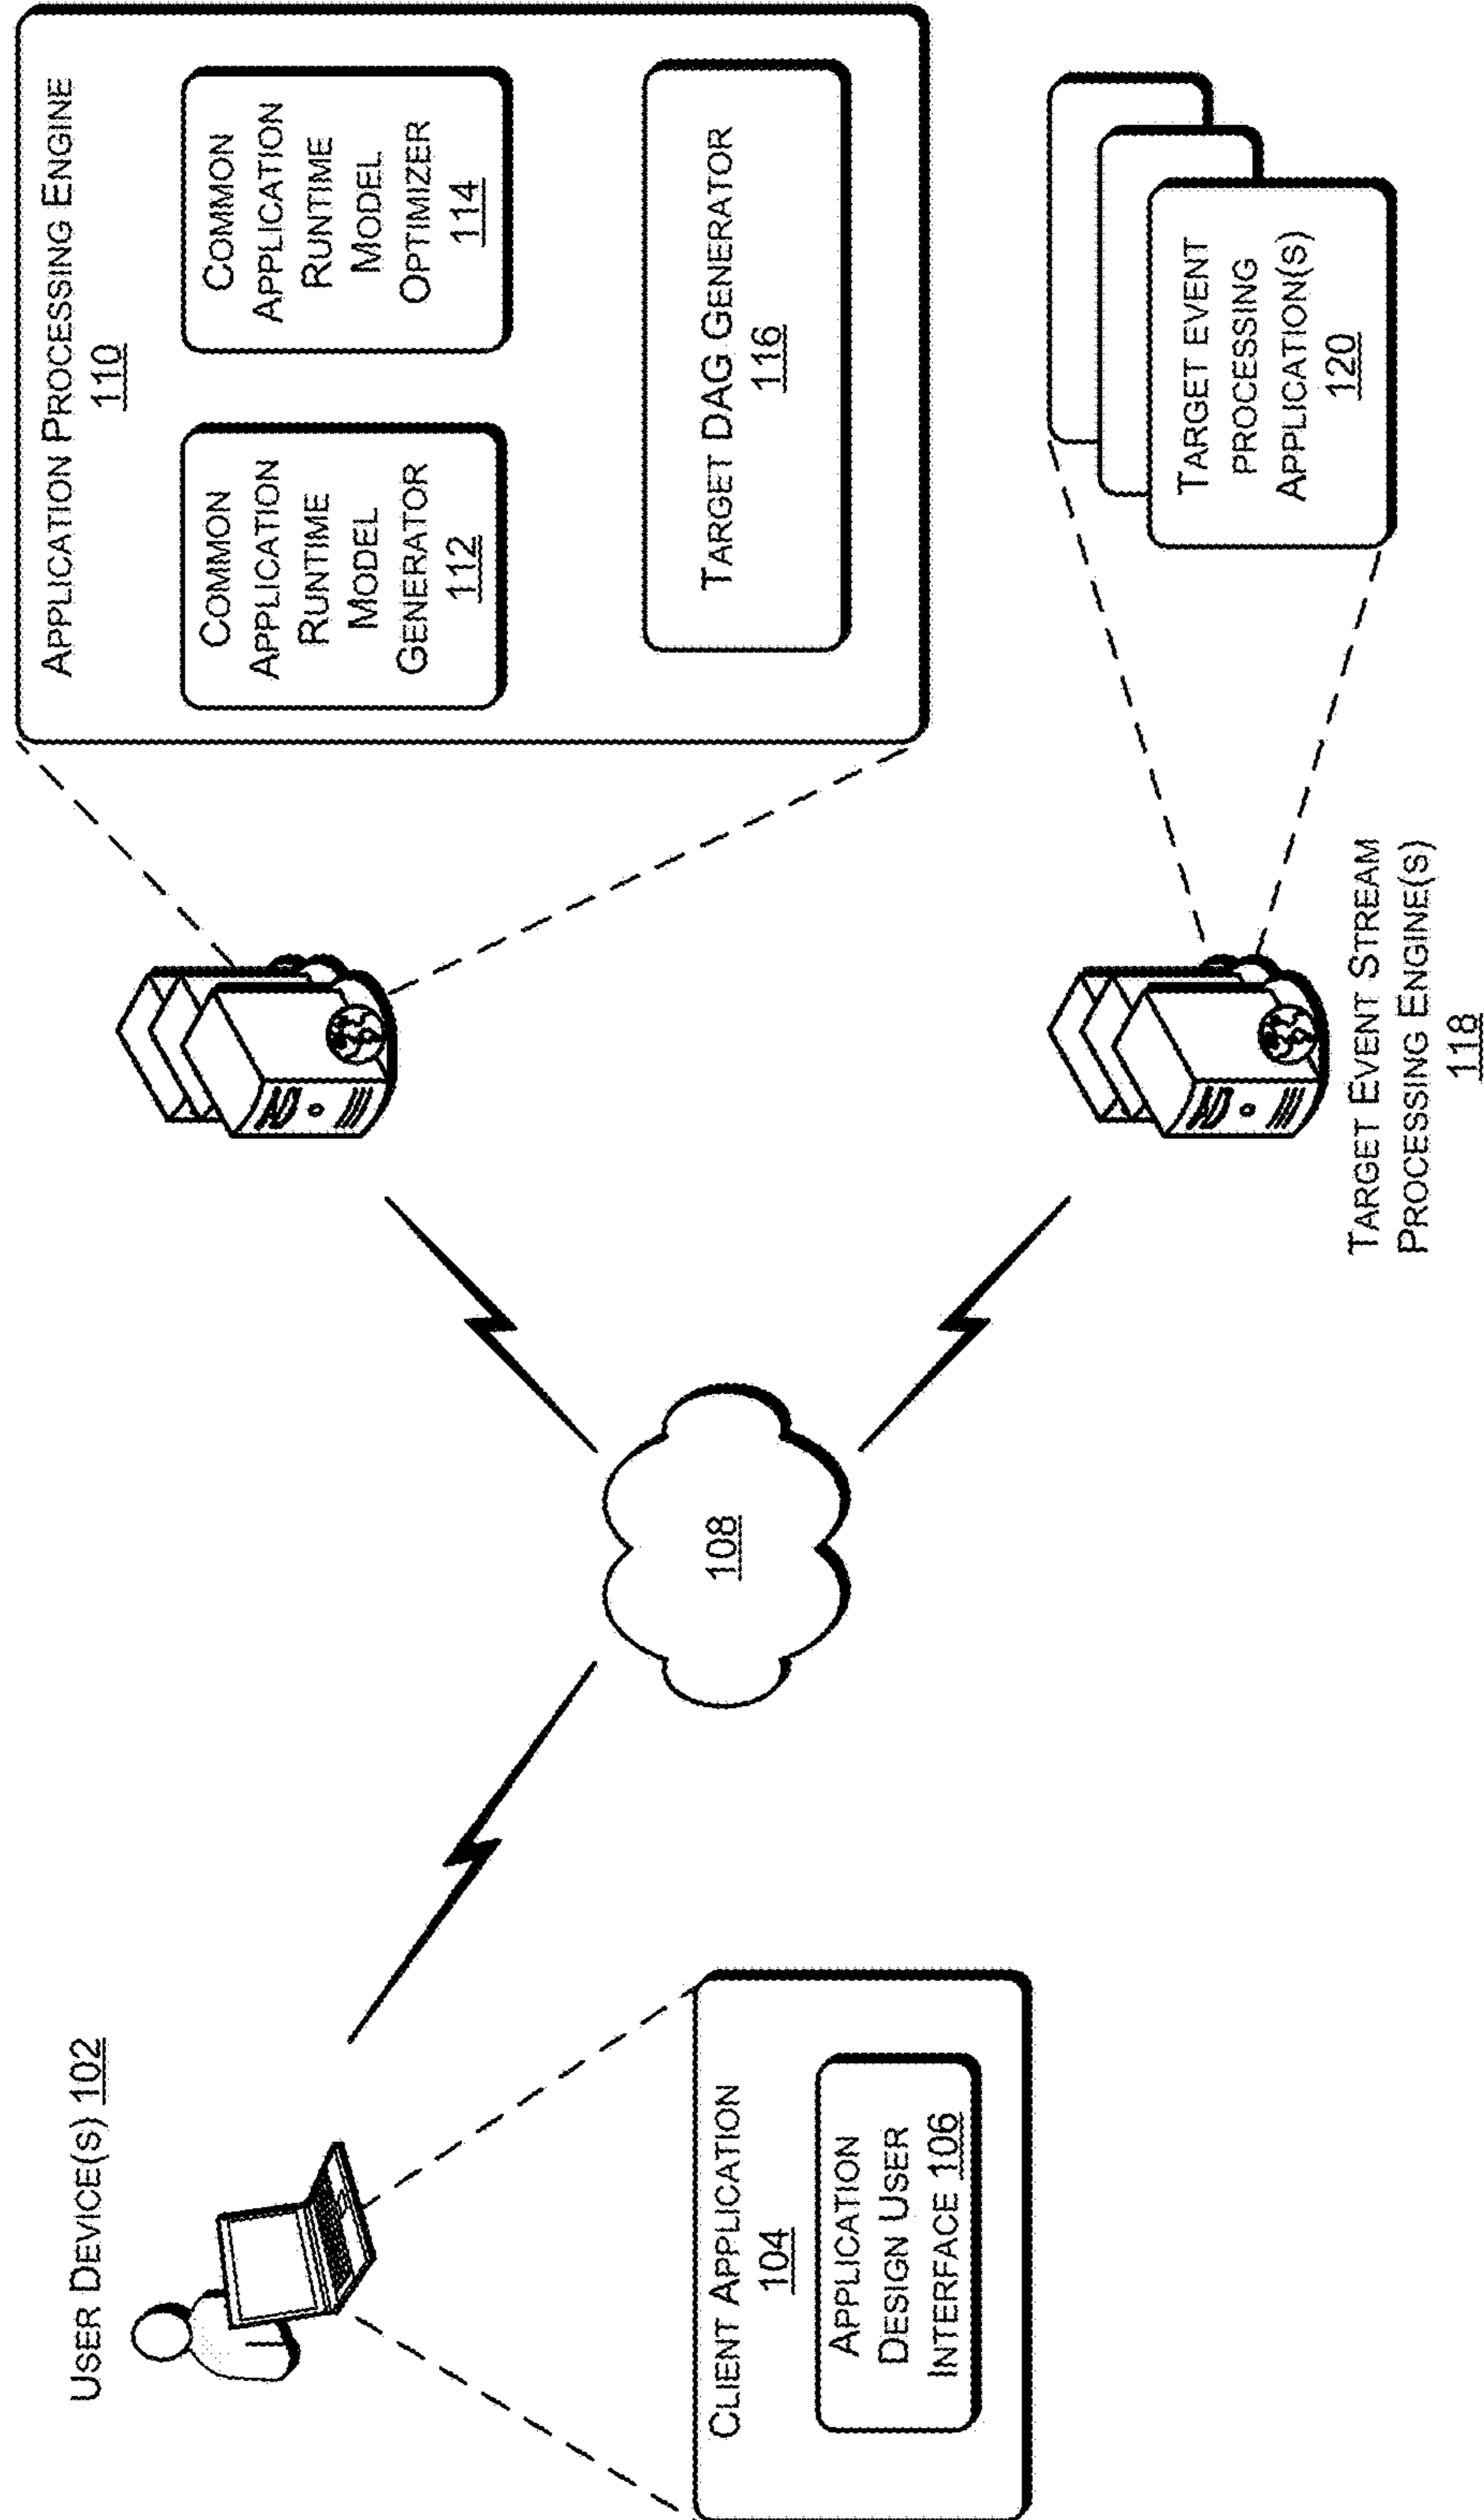 USER DEVICE(S) 102
CLIENT APPLICATION
104
APPLICATION
DESIGN USER
INTERFACE 106
108
APPLICATION PROCESSING ENGINE
110
COMMON
APPLICATION
RUNTIME
MODEL
GENERATOR
112
COMMON
APPLICATION
RUNTIME
MODEL
OPTIMIZER
114
TARGET DAG GENERATOR
116
TARGET EVENT STREAM
PROCESSING ENGINE(S)
118
TARGET EVENT
PROCESSING
APPLICATION(S)
120